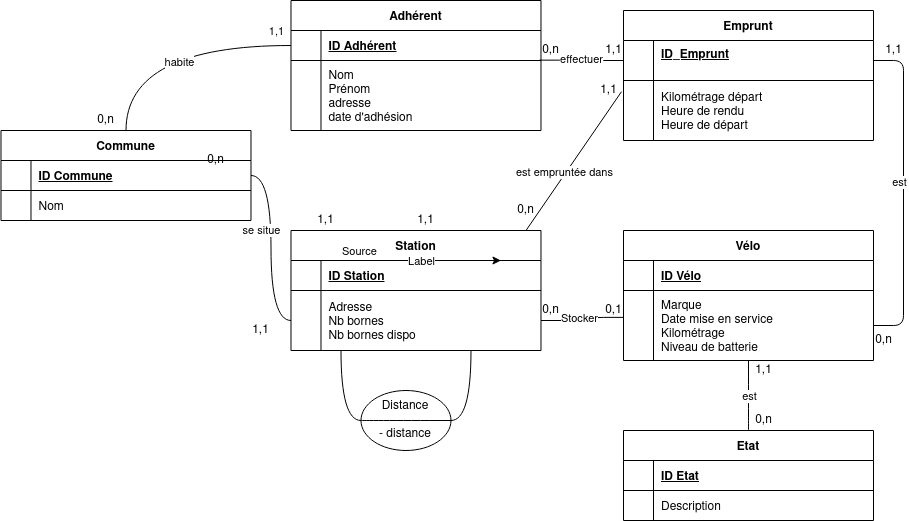 Adhérent
ID Adhérent
Nom
Prénom
adresse
date d'adhésion
1,1
habite
0,n
0,n
effectuer
1,1
Emprunt
ID_Emprunt
Kilométrage départ
Heure de rendu
Heure de départ
1,1
est
0,n
1,1
est empruntée dans
0,n
Commune
0,n
ID Commune
Nom
se situe
1,1
1,1
1,1
Station
Source
Label
ID Station
Adresse
Nb bornes
Nb bornes dispo
0,n
Stocker
0,1
Vélo
ID Vélo
Marque
Date mise en service
Kilométrage
Niveau de batterie
1,1
est
0,n
Distance
- distance
Etat
ID Etat
Description